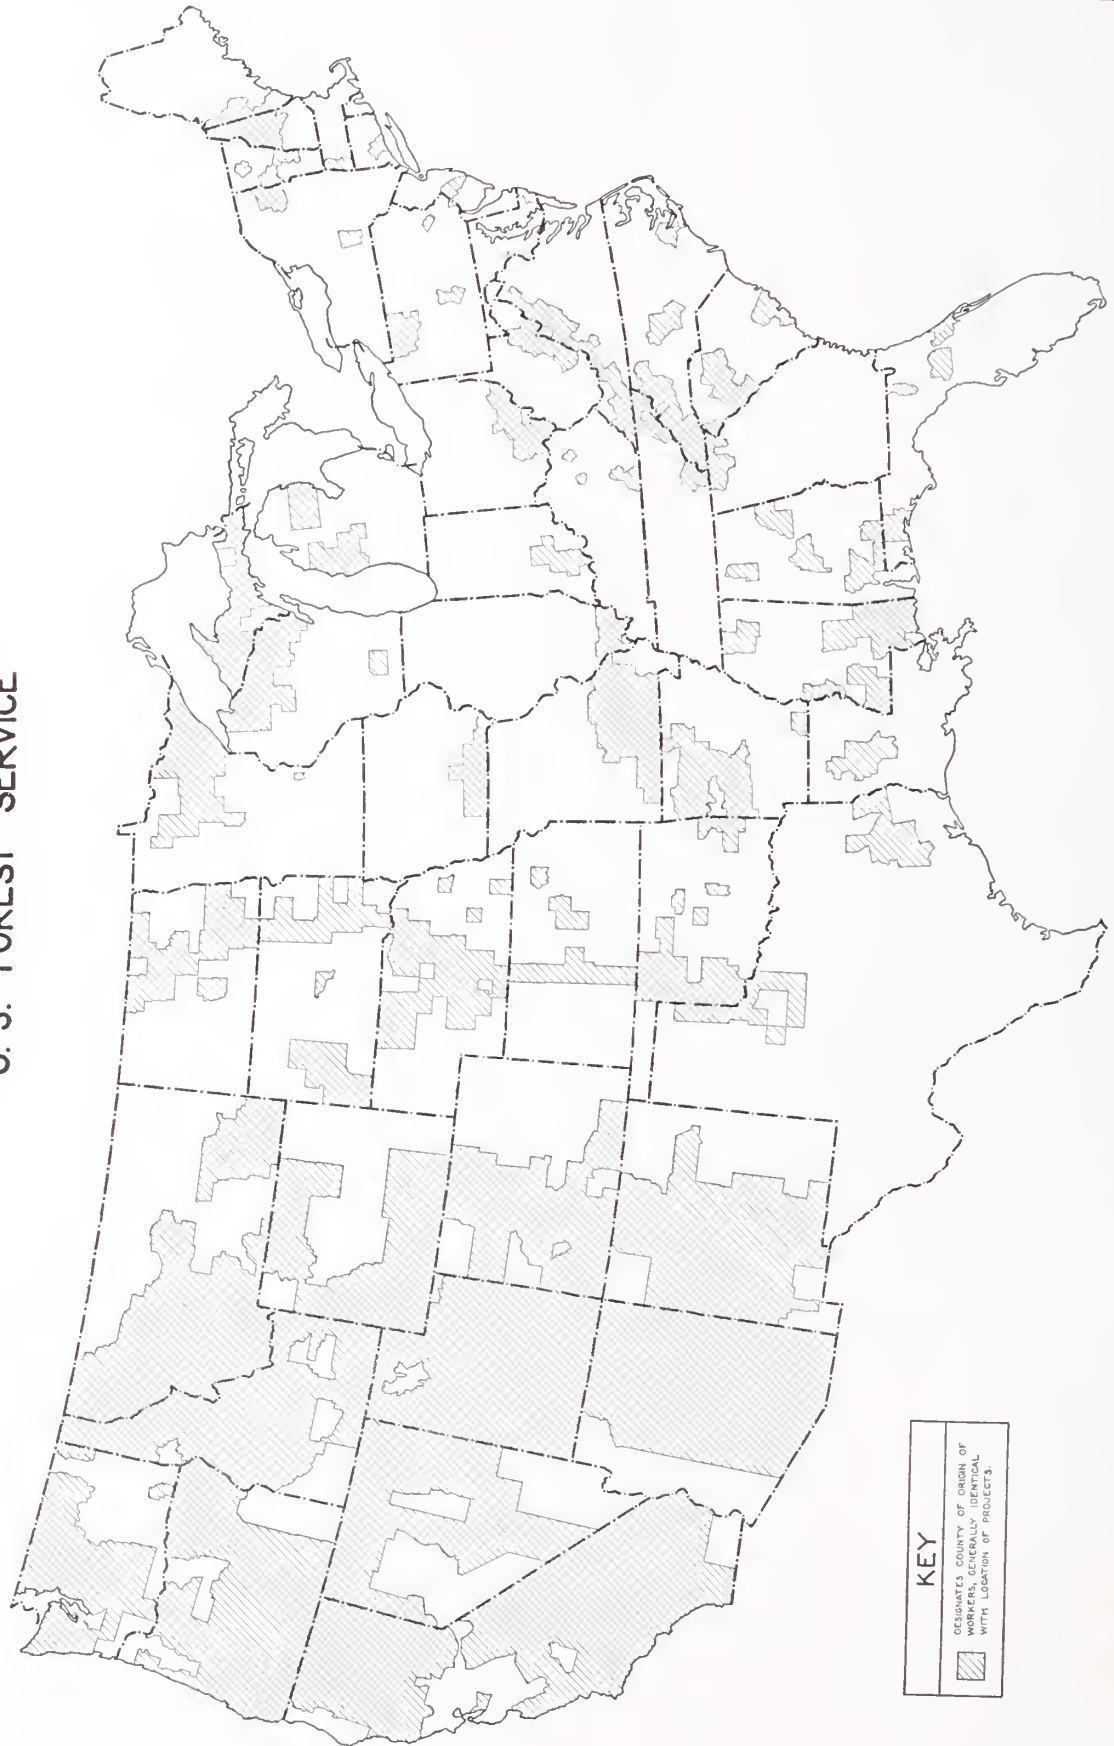 U. S. FOREST SERVICE
KEY
DESIGNATES COUNTY OF ORIGIN OF
WORKERS, GENERALLY IDENTICAL
WITH LOCATION OF PROJECTS.